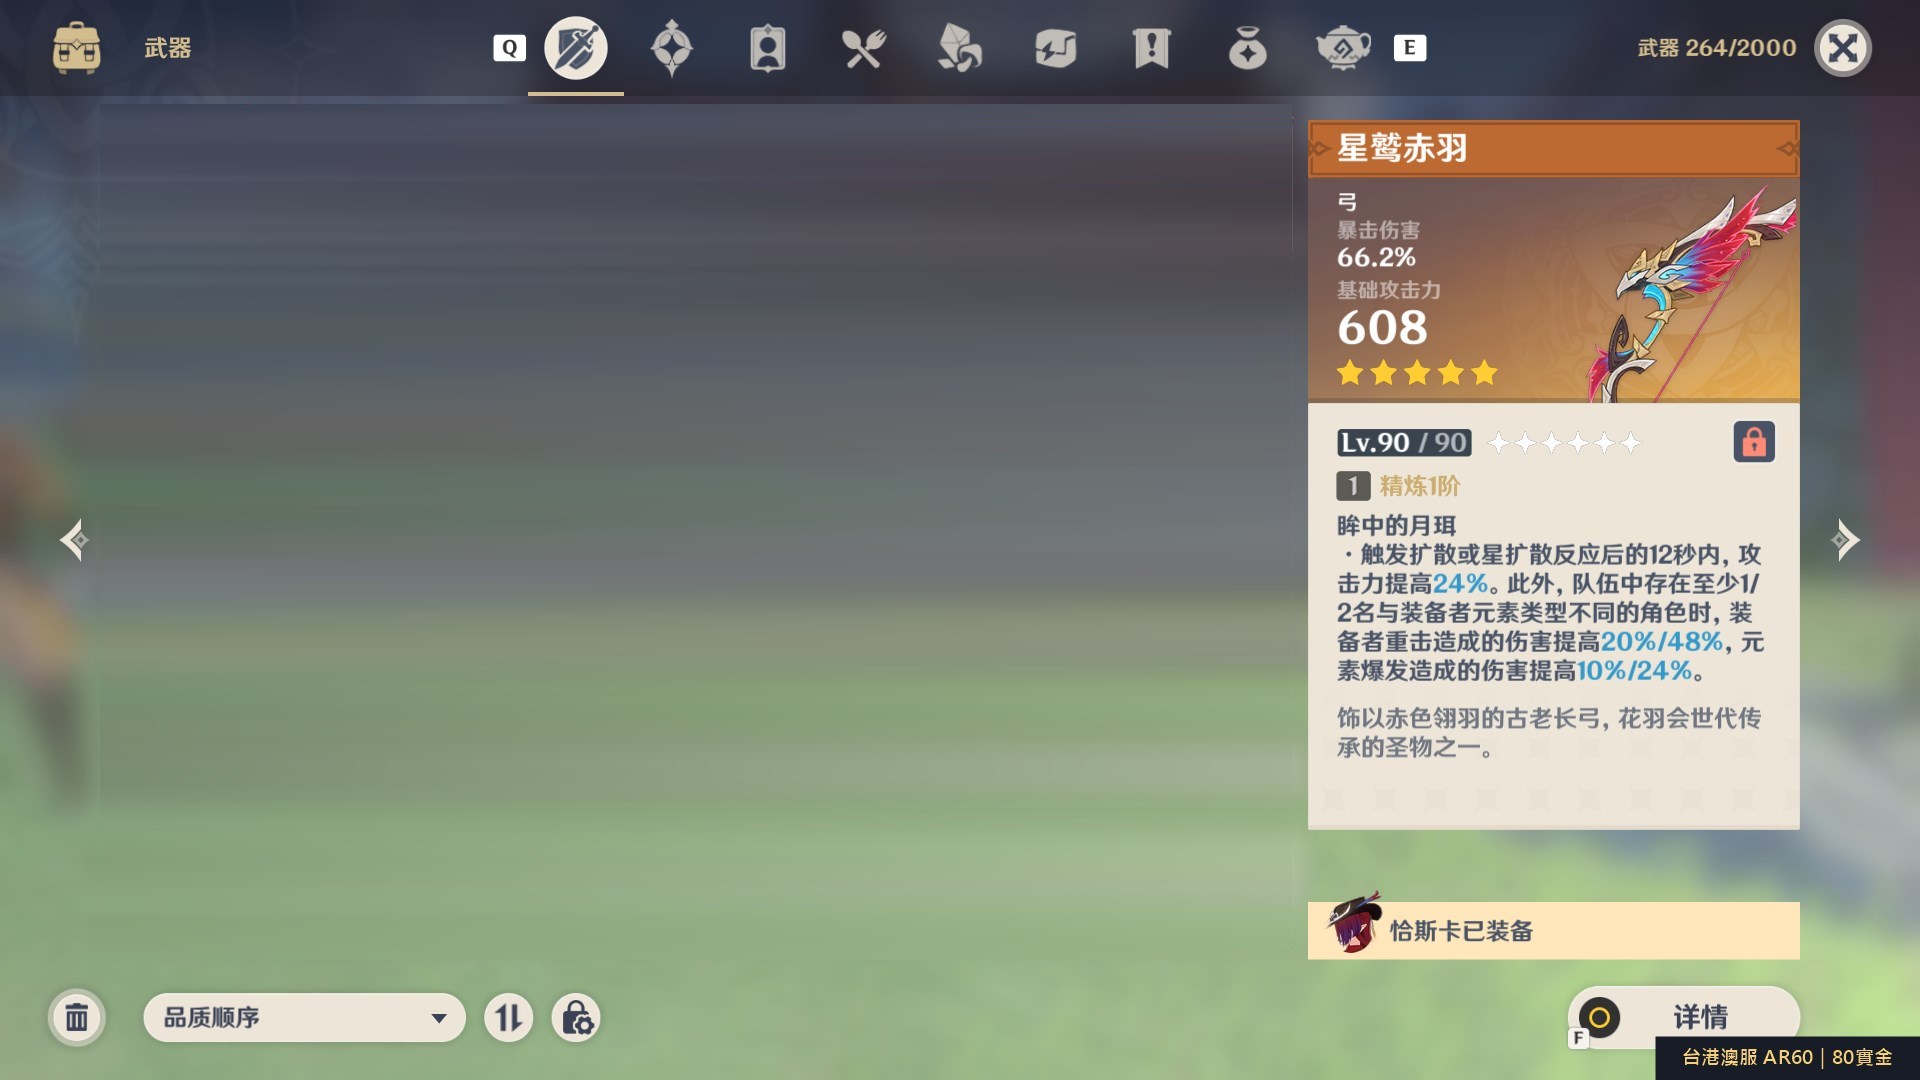 武器
Q
E
武器 264/2000
星鹫赤羽
弓
暴击伤害
66.2%
基础攻击力
608
Lv.90 / 90
1 精炼1阶
眸中的月珥
·触发扩散或星扩散反应后的12秒内, 攻
击力提高24%。此外, 队伍中存在至少1/
2名与装备者元素类型不同的角色时, 装
备者重击造成的伤害提高20%/48%, 元
素爆发造成的伤害提高10%/24%。
饰以赤色翎羽的古老长弓, 花羽会世代传
承的圣物之一。
恰斯卡已装备
品质顺序
详情
F
台港澳服 AR60 | 80實金